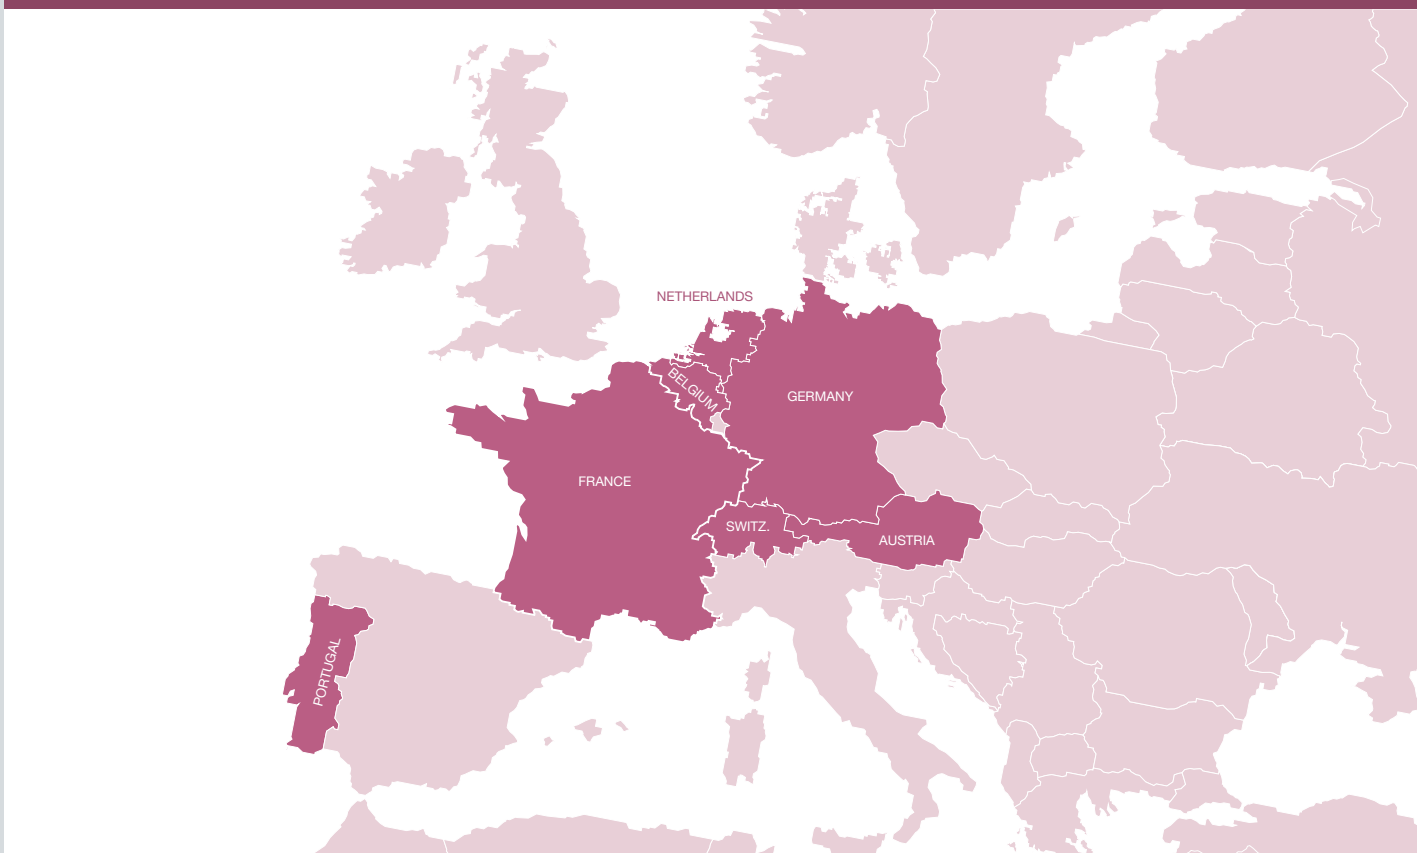 NETHERLANDS
BELGIUM
GERMANY
FRANCE
SWITZ.
AUSTRIA
PORTUGAL